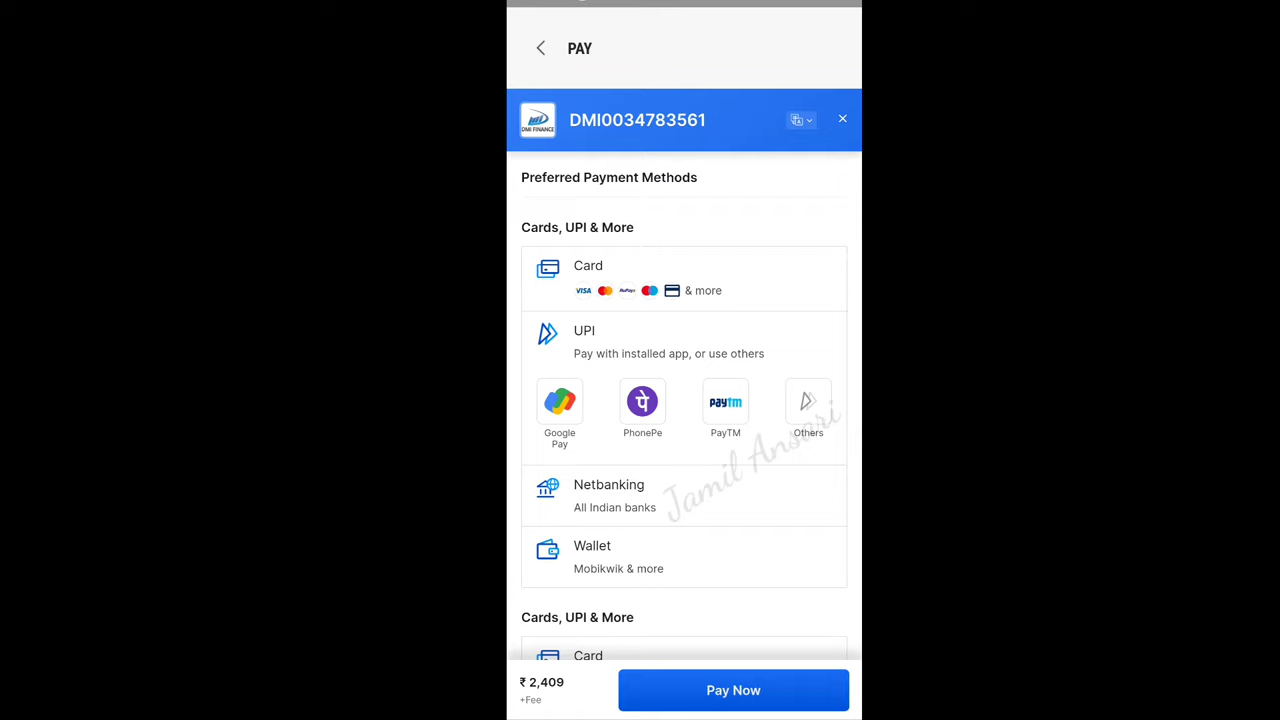 PAY
DMI FINANCE
DMI0034783561
Preferred Payment Methods
Cards, UPI & More
Card
VISA RuPay & more
UPI
Pay with installed app, or use others
पे
paytm
Google Pay
PhonePe
PayTM
Others
Jamil Ansari
Netbanking
All Indian banks
Wallet
Mobikwik & more
Cards, UPI & More
Card
₹ 2,409
+Fee
Pay Now